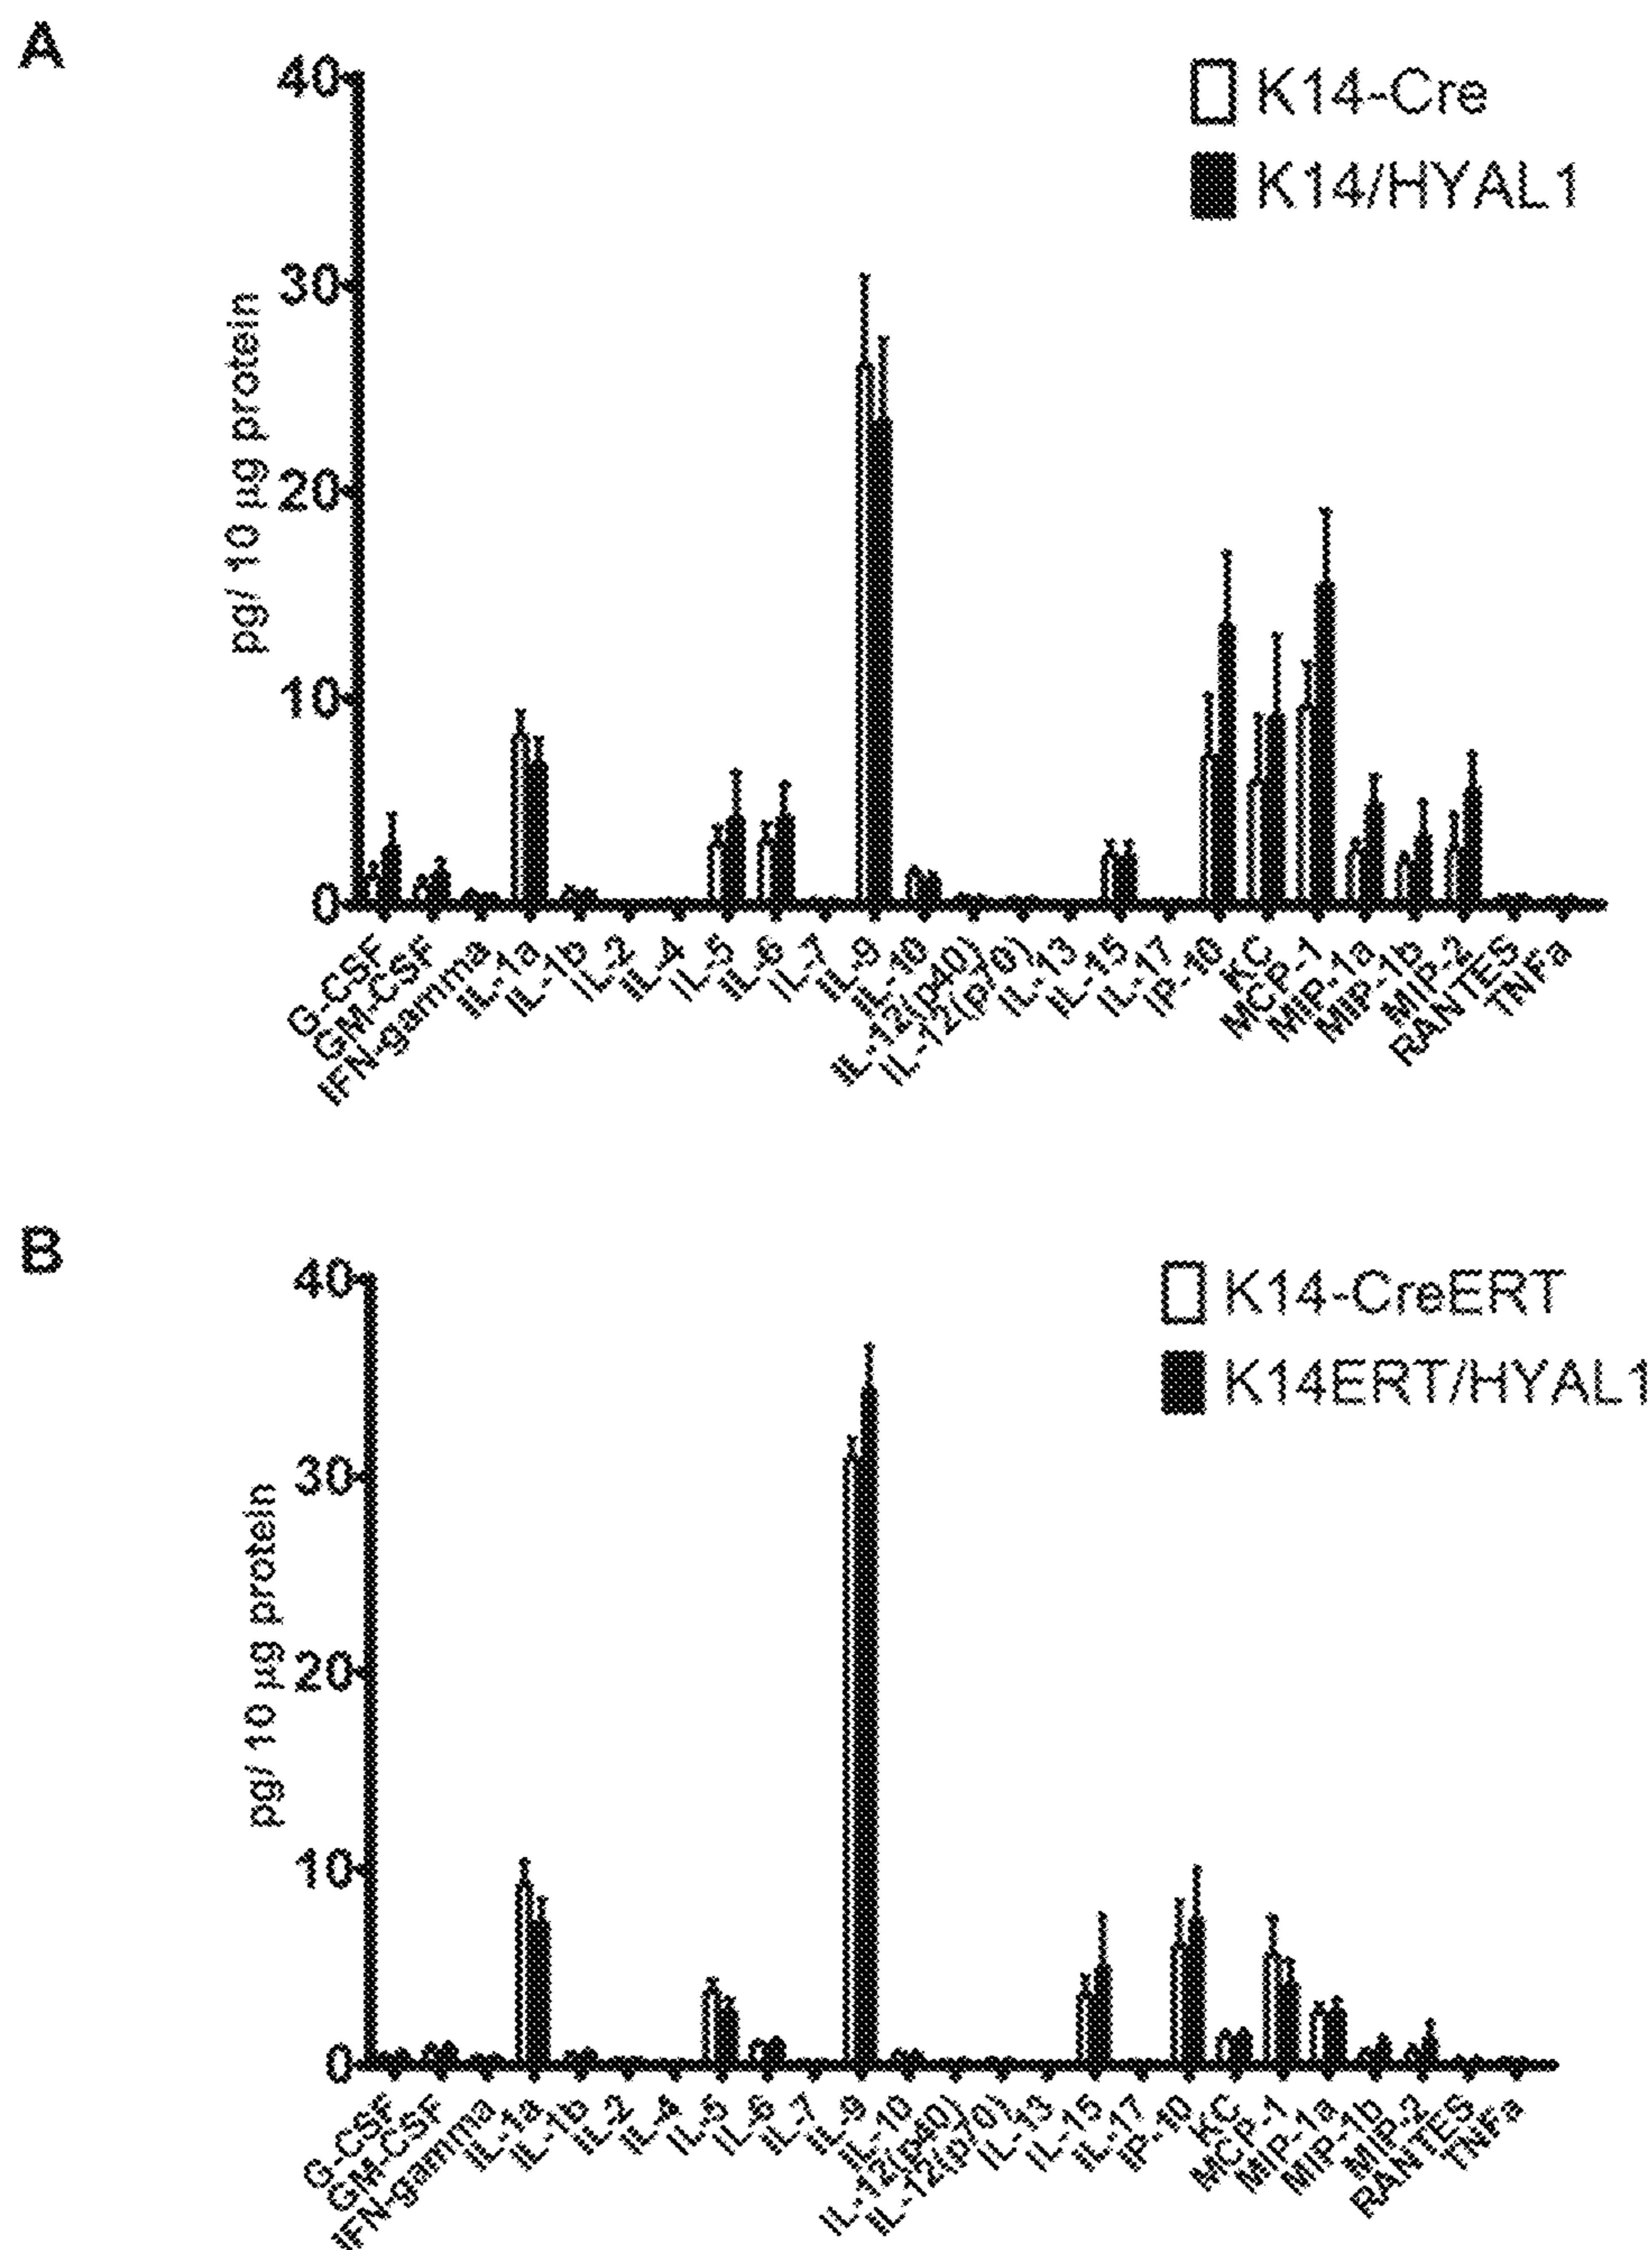 A
K14-Cre
K14/HYAL1
40
30
20
10
0
pg/ 10 µg protein
G-CSF
GM-CSF
IFN-gamma
IL-1a
IL-1b
IL-2
IL-4
IL-5
IL-6
IL-7
IL-9
IL-10
IL-12(p40)
IL-12(p70)
IL-13
IL-15
IL-17
IP-10
KC
MCP-1
MIP-1a
MIP-1b
MIP-2
RANTES
TNFa
B
K14-CreERT
K14ERT/HYAL1
40
30
20
10
0
pg/ 10 µg protein
G-CSF
GM-CSF
IFN-gamma
IL-1a
IL-1b
IL-2
IL-4
IL-5
IL-6
IL-7
IL-9
IL-10
IL-12(p40)
IL-12(p70)
IL-13
IL-15
IL-17
IP-10
KC
MCP-1
MIP-1a
MIP-1b
MIP-2
RANTES
TNFa